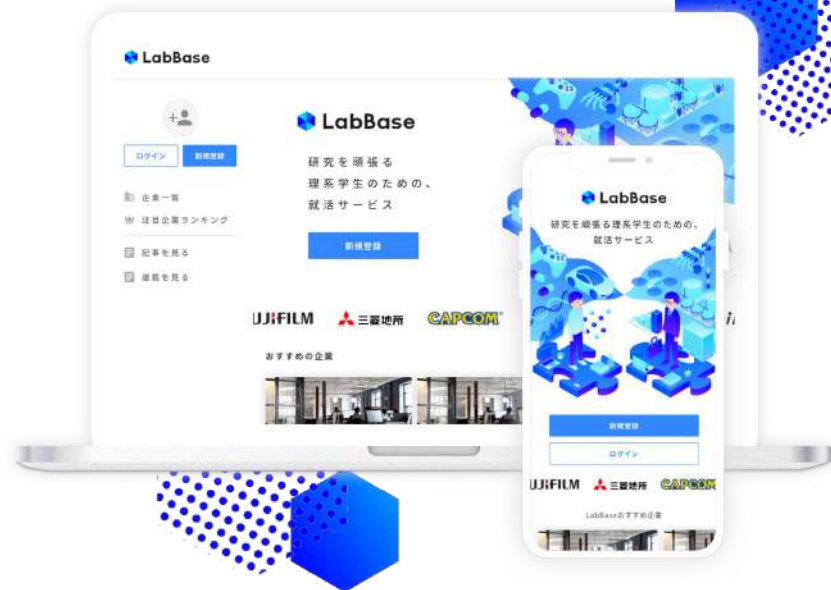 LabBase
ログイン
新規登録
企業一覧
注目企業ランキング
記事を見る
LabBase
研究を頑張る
理系学生のための、
就活サービス
新規登録
UJIFILM
三菱地所
CAPCOM
おすすめの企業
LabBase
研究を頑張る理系学生のための、
就活サービス
新規登録
ログイン
UJIFILM
三菱地所
CAPCOM
LabBaseおすすめ企業